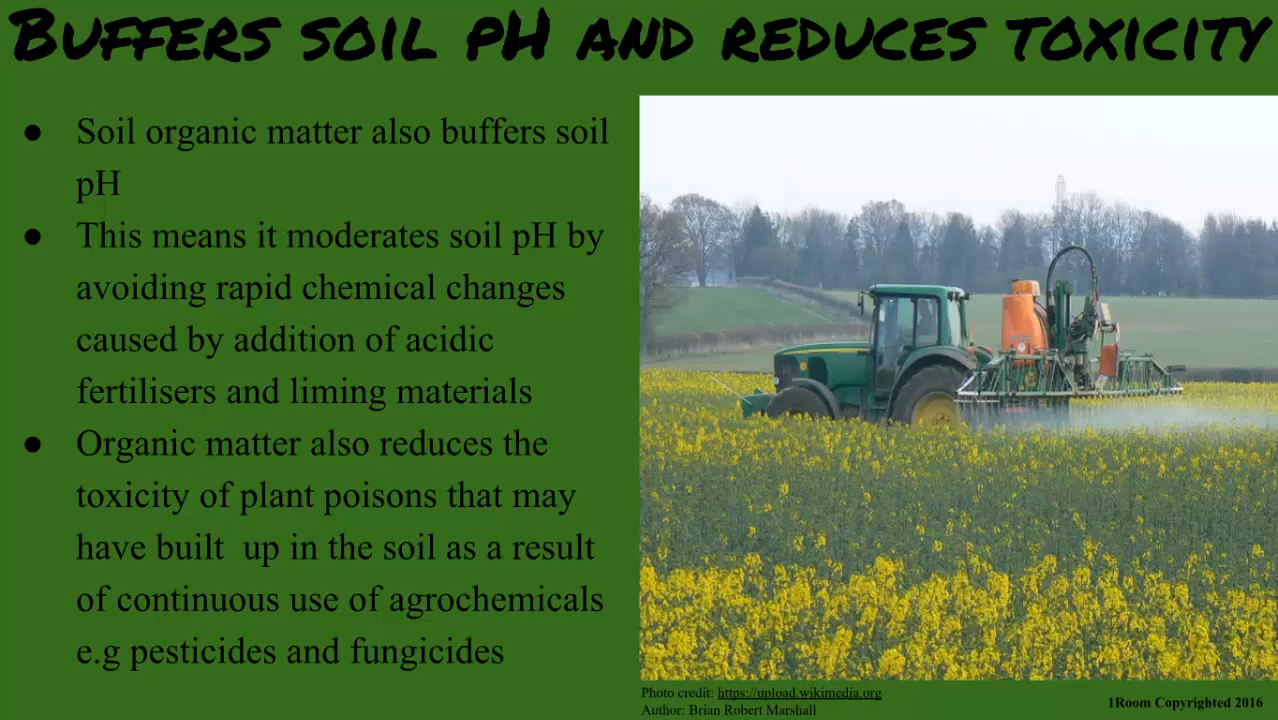 Buffers soil pH and reduces toxicity
● Soil organic matter also buffers soil
pH
● This means it moderates soil pH by
avoiding rapid chemical changes
caused by addition of acidic
fertilisers and liming materials
● Organic matter also reduces the
toxicity of plant poisons that may
have built  up in the soil as a result
of continuous use of agrochemicals
e.g pesticides and fungicides
Photo credit: https://upload.wikimedia.org
Author: Brian Robert Marshall
1Room Copyrighted 2016